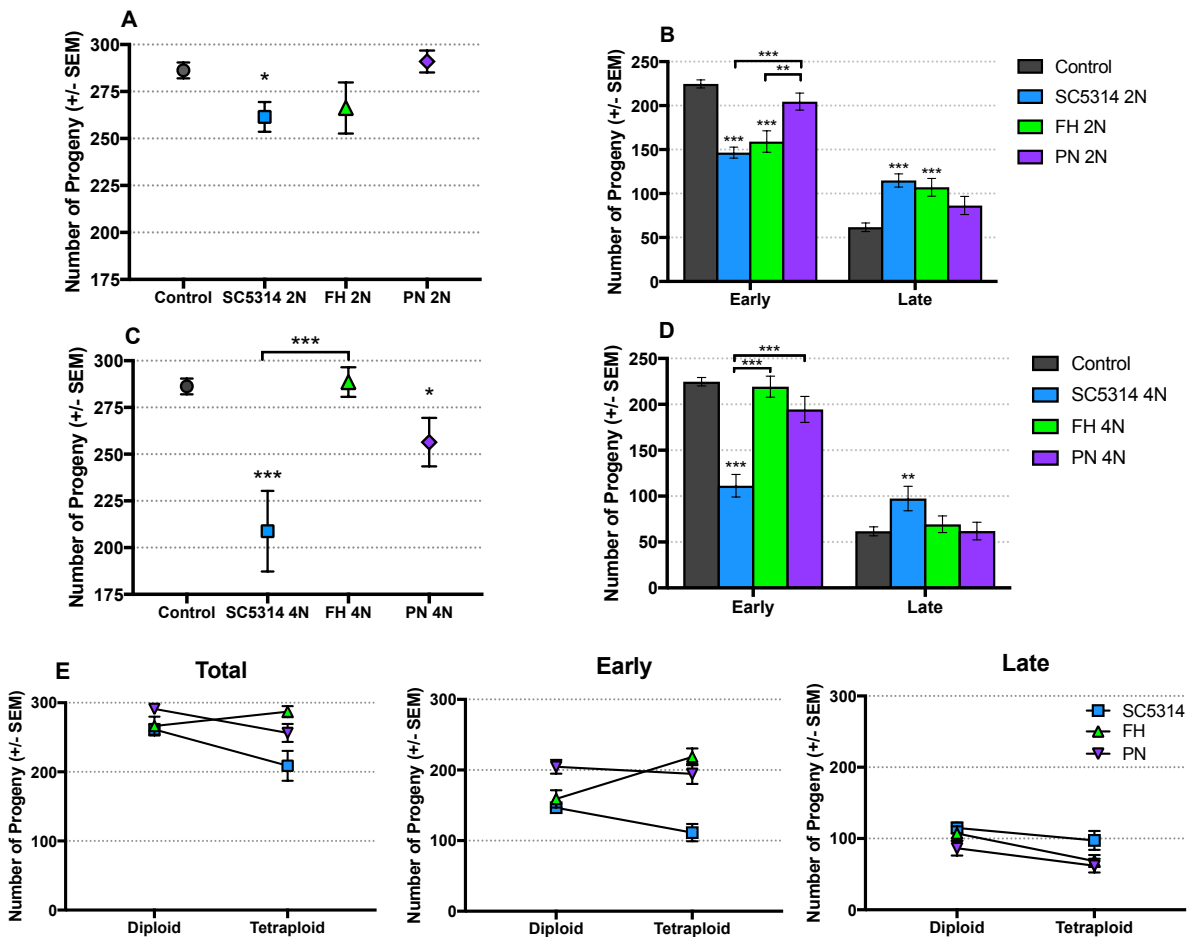 A
Number of Progeny (+/- SEM)
300
275
250
225
200
175
*
Control SC5314 2N FH 2N PN 2N
B
Number of Progeny (+/- SEM)
250
200
150
100
50
0
***
**
*** ***
*** ***
Early Late
Control
SC5314 2N
FH 2N
PN 2N
C
Number of Progeny (+/- SEM)
300
275
250
225
200
175
***
*
***
Control SC5314 4N FH 4N PN 4N
D
Number of Progeny (+/- SEM)
250
200
150
100
50
0
***
***
***
**
Early Late
Control
SC5314 4N
FH 4N
PN 4N
E
Total
Number of Progeny (+/- SEM)
300
200
100
0
Diploid Tetraploid
Early
Number of Progeny (+/- SEM)
300
200
100
0
Diploid Tetraploid
Late
Number of Progeny (+/- SEM)
300
200
100
0
Diploid Tetraploid
SC5314
FH
PN